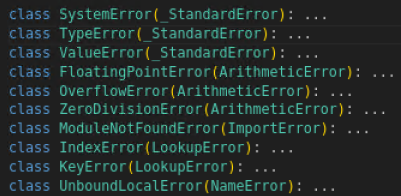 class SystemError(_StandardError): ...
class TypeError(_StandardError): ...
class ValueError(_StandardError): ...
class FloatingPointError(ArithmeticError): ...
class OverflowError(ArithmeticError): ...
class ZeroDivisionError(ArithmeticError): ...
class ModuleNotFoundError(ImportError): ...
class IndexError(LookupError): ...
class KeyError(LookupError): ...
class UnboundLocalError(NameError): ...